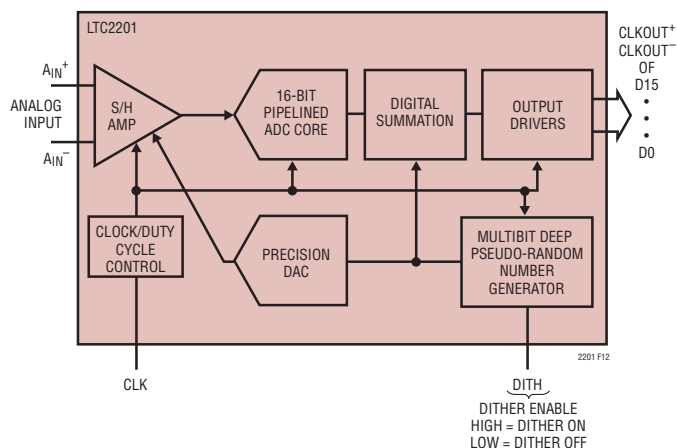 LTC2201
AIN+
ANALOG
INPUT
AIN−
S/H
AMP
16-BIT
PIPELINED
ADC CORE
DIGITAL
SUMMATION
OUTPUT
DRIVERS
CLKOUT+
CLKOUT−
OF
D15
•
•
•
D0
CLOCK/DUTY
CYCLE
CONTROL
PRECISION
DAC
MULTIBIT DEEP
PSEUDO-RANDOM
NUMBER
GENERATOR
2201 F12
CLK
DITH
DITHER ENABLE
HIGH = DITHER ON
LOW = DITHER OFF